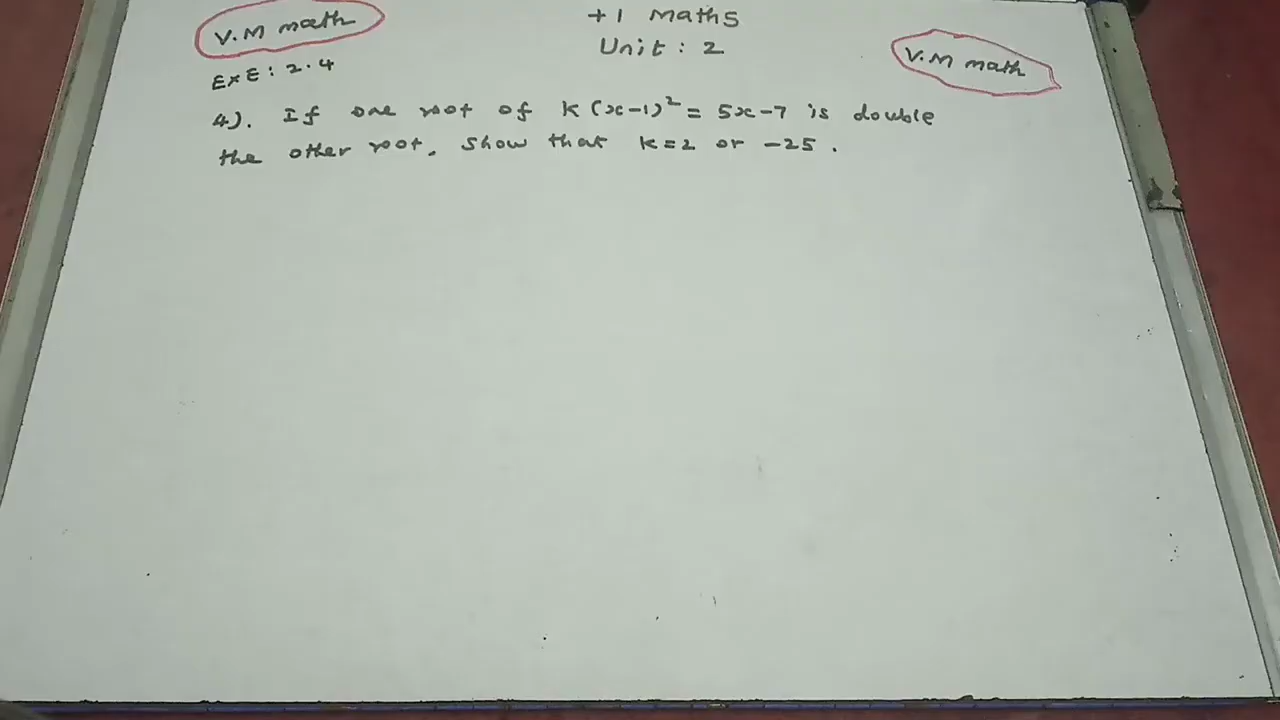 V.M math
+1 Maths
Unit : 2
V.M math
EXE : 2.4
4). If one root of k(x-1)² = 5x-7 is double
the other root. Show that k=2 or -25.